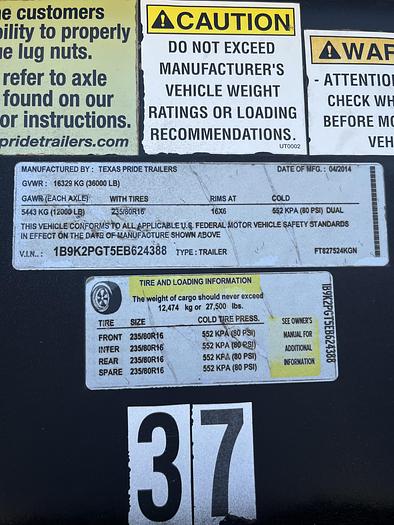 e customers
bility to properly
e lug nuts.
refer to axle
found on our
or instructions.
pridetrailers.com
CAUTION
DO NOT EXCEED
MANUFACTURER'S
VEHICLE WEIGHT
RATINGS OR LOADING
RECOMMENDATIONS.
UT0002
WAR
- ATTENTIO
CHECK WH
BEFORE MO
VEH
MANUFACTURED BY: TEXAS PRIDE TRAILERS DATE OF MFG.: 04/2014
GVWR: 16329 KG (36000 LB)
GAWR (EACH AXLE) WITH TIRES RIMS AT COLD
5443 KG (12000 LB) 235/80R16 16X6 552 KPA (80 PSI) DUAL
THIS VEHICLE CONFORMS TO ALL APPLICABLE U.S. FEDERAL MOTOR VEHICLE SAFETY STANDARDS
IN EFFECT ON THE DATE OF MANUFACTURE SHOWN ABOVE
V.I.N..: 1B9K2PGT5EB624388 TYPE: TRAILER FT827524KGN
TIRE AND LOADING INFORMATION
The weight of cargo should never exceed
12,474 kg or 27,500 lbs.
TIRE SIZE COLD TIRE PRESS.
FRONT 235/80R16 552 KPA (80 PSI)
INTER 235/80R16 552 KPA (80 PSI)
REAR 235/80R16 552 KPA (80 PSI)
SPARE 235/80R16 552 KPA (80 PSI)
SEE OWNER'S
MANUAL FOR
ADDITIONAL
INFORMATION
1B9K2PGT5EB624388
37